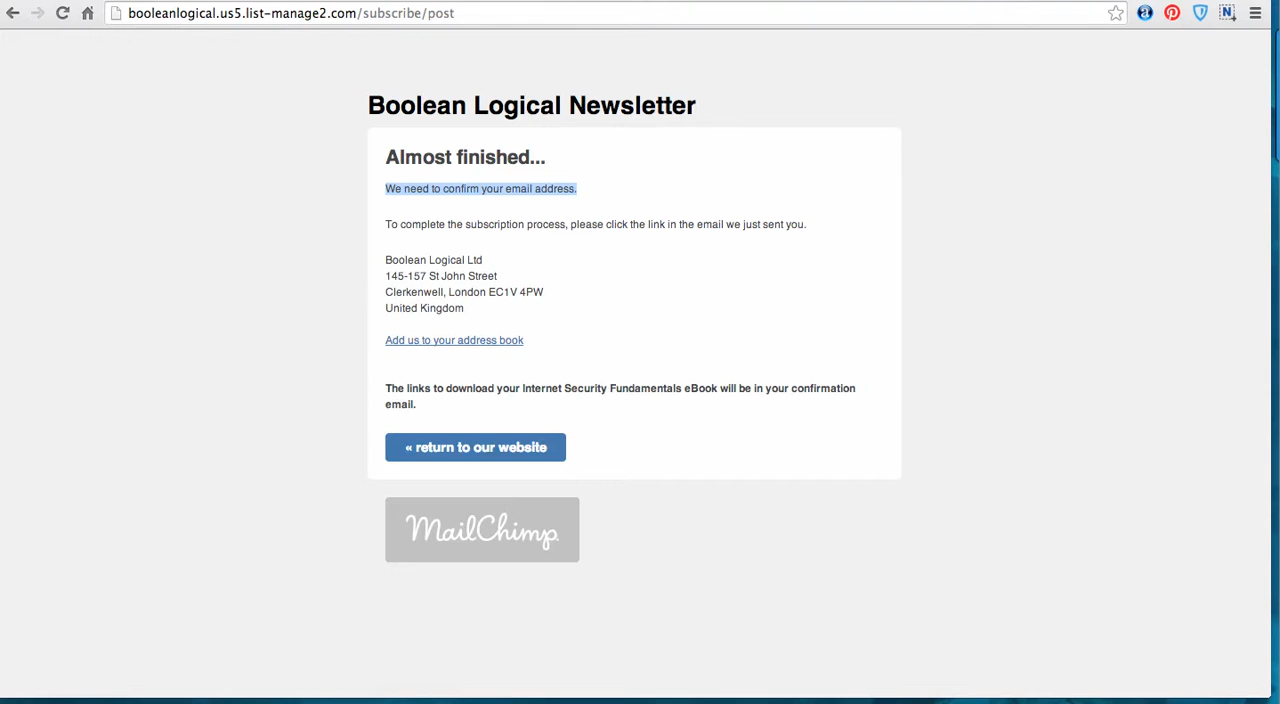 booleanlogical.us5.list-manage2.com/subscribe/post
Boolean Logical Newsletter
Almost finished...
We need to confirm your email address.
To complete the subscription process, please click the link in the email we just sent you.
Boolean Logical Ltd
145-157 St John Street
Clerkenwell, London EC1V 4PW
United Kingdom
Add us to your address book
The links to download your Internet Security Fundamentals eBook will be in your confirmation
email.
« return to our website
MailChimp